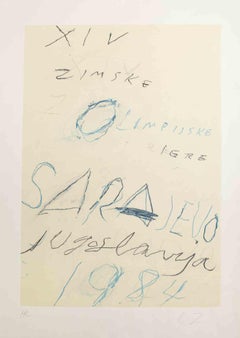 XIV
ZIMSKE
OLIMPIJSKE
IGRE
SARAJEVO
Jugoslavija
1984